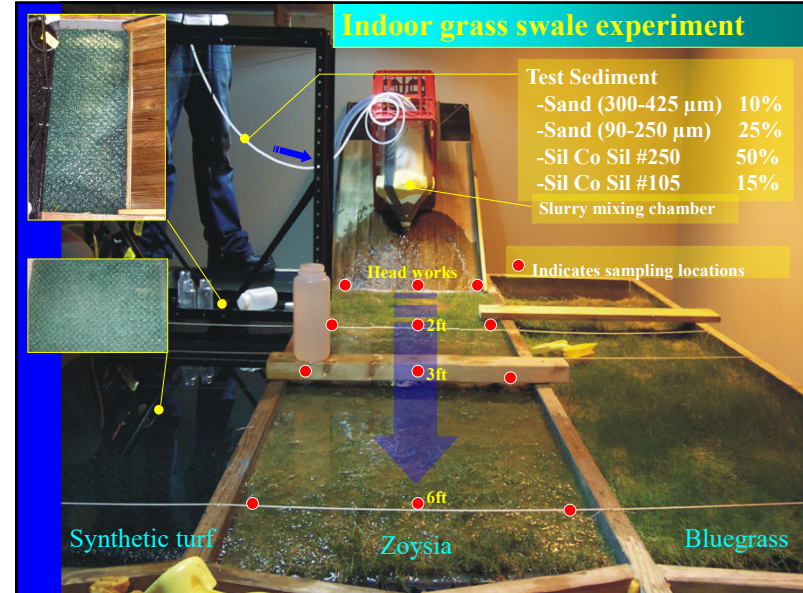 Indoor grass swale experiment
Test Sediment
-Sand (300-425 µm) 10%
-Sand (90-250 µm) 25%
-Sil Co Sil #250 50%
-Sil Co Sil #105 15%
Slurry mixing chamber
Head works
Indicates sampling locations
2ft
3ft
6ft
Synthetic turf
Zoysia
Bluegrass